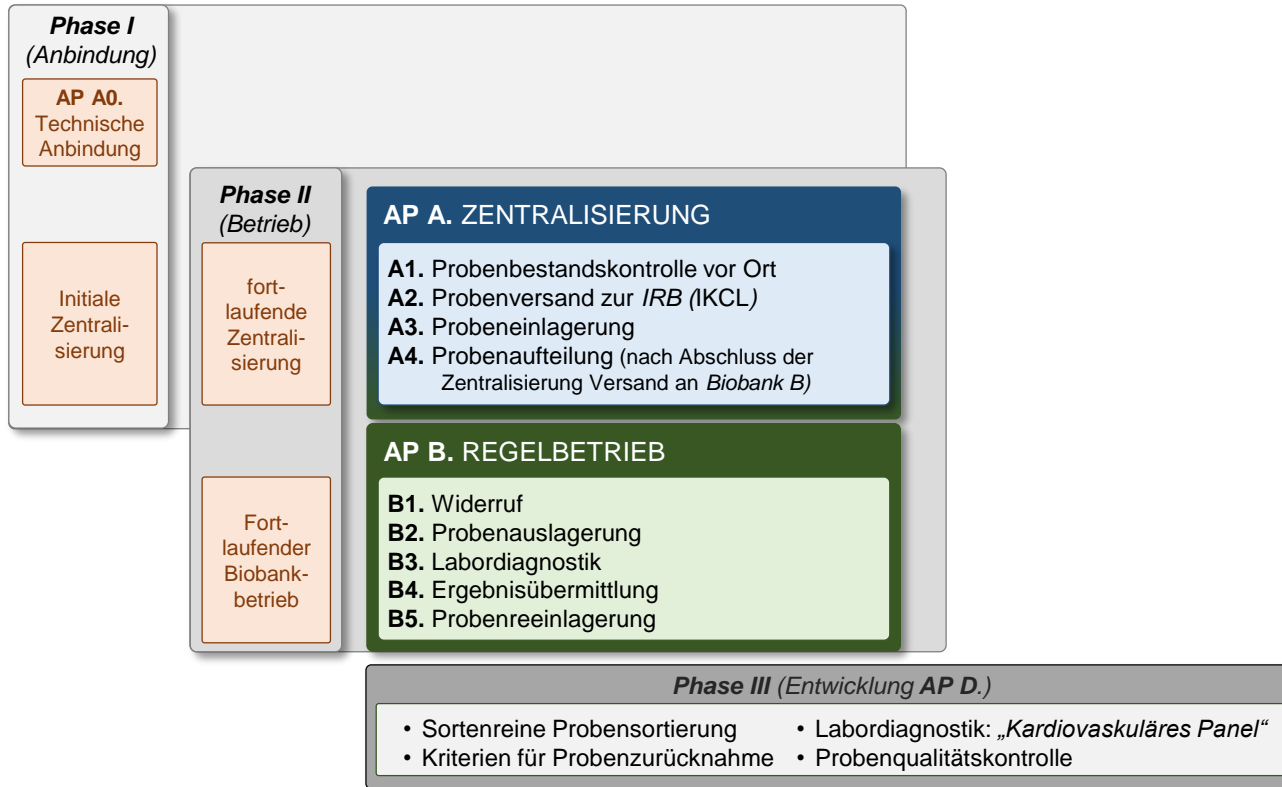 Phase I
(Anbindung)
AP A0.
Technische
Anbindung
Initiale
Zentrali-
sierung
Phase II
(Betrieb)
fort-
laufende
Zentrali-
sierung
Fort-
laufender
Biobank-
betrieb
AP A. ZENTRALISIERUNG
A1. Probenbestandskontrolle vor Ort
A2. Probenversand zur IRB (IKCL)
A3. Probeneinlagerung
A4. Probenaufteilung (nach Abschluss der
Zentralisierung Versand an Biobank B)
AP B. REGELBETRIEB
B1. Widerruf
B2. Probenauslagerung
B3. Labordiagnostik
B4. Ergebnisübermittlung
B5. Probenreeinlagerung
Phase III (Entwicklung AP D.)
• Sortenreine Probensortierung
• Kriterien für Probenzurücknahme
• Labordiagnostik: „Kardiovaskuläres Panel“
• Probenqualitätskontrolle